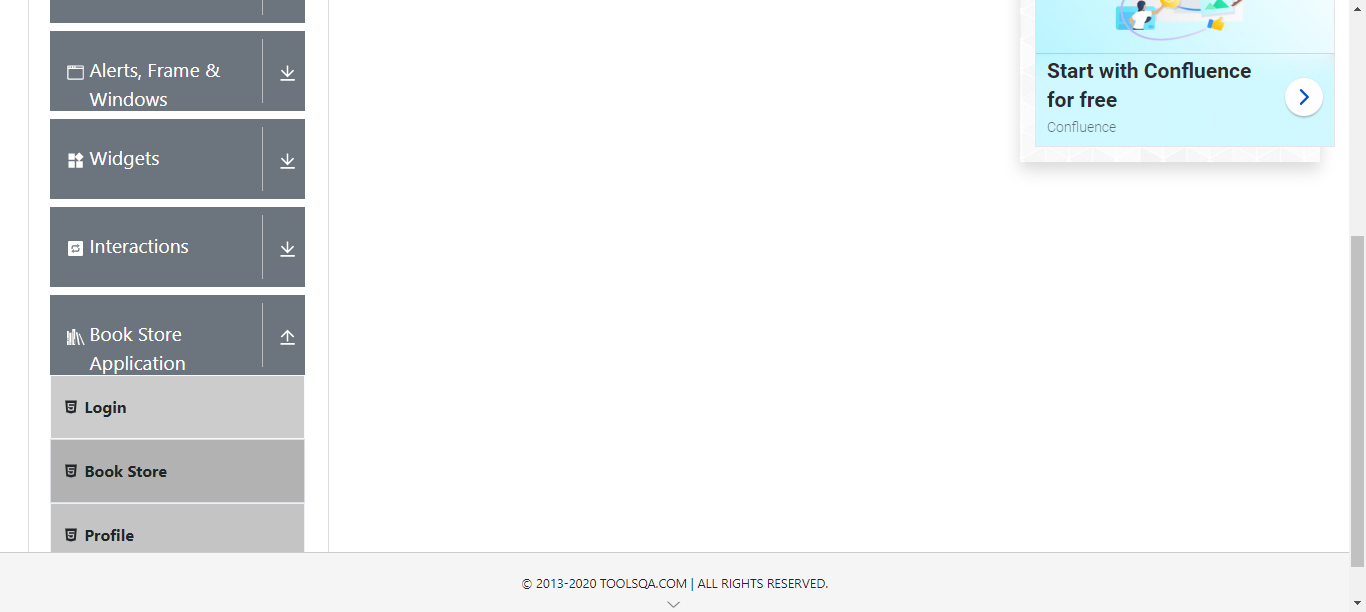 Alerts, Frame &
Windows
Widgets
Interactions
Book Store
Application
Login
Book Store
Profile
Start with Confluence
for free
Confluence
© 2013-2020 TOOLSQA.COM | ALL RIGHTS RESERVED.